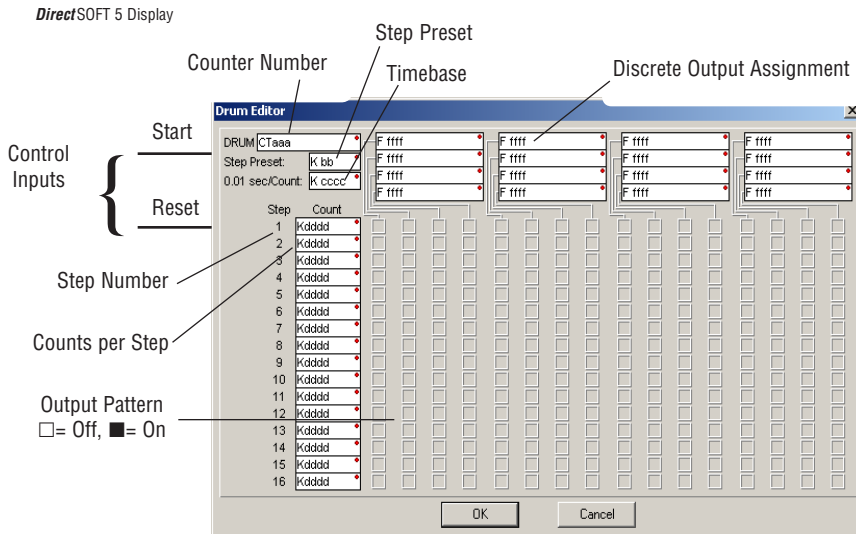 DirectSOFT 5 Display
Step Preset
Counter Number
Timebase
Discrete Output Assignment
Drum Editor
Start
Control
Inputs
Reset
DRUM CTaaa F ffff F ffff F ffff F ffff
Step Preset: K bb F ffff F ffff F ffff F ffff
0.01 sec/Count: K cccc F ffff F ffff F ffff F ffff
F ffff F ffff F ffff F ffff
Step Count
1 Kdddd
2 Kdddd
3 Kdddd
Step Number
4 Kdddd
5 Kdddd
6 Kdddd
7 Kdddd
Counts per Step
8 Kdddd
9 Kdddd
10 Kdddd
11 Kdddd
Output Pattern
12 Kdddd
□= Off, ■= On
13 Kdddd
14 Kdddd
15 Kdddd
16 Kdddd
OK Cancel